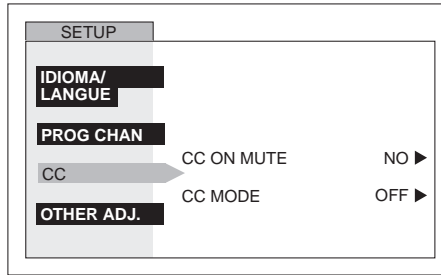 SETUP
IDIOMA/
LANGUE
PROG CHAN
CC
CC ON MUTE NO
CC MODE OFF
OTHER ADJ.